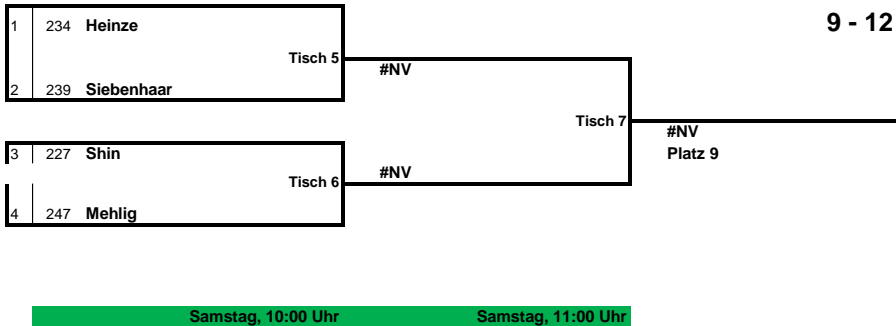 9 - 12
1 234 Heinze
Tisch 5
#NV
2 239 Siebenhaar
Tisch 7
#NV
Platz 9
3 227 Shin
Tisch 6
#NV
4 247 Mehlig
Samstag, 10:00 Uhr Samstag, 11:00 Uhr